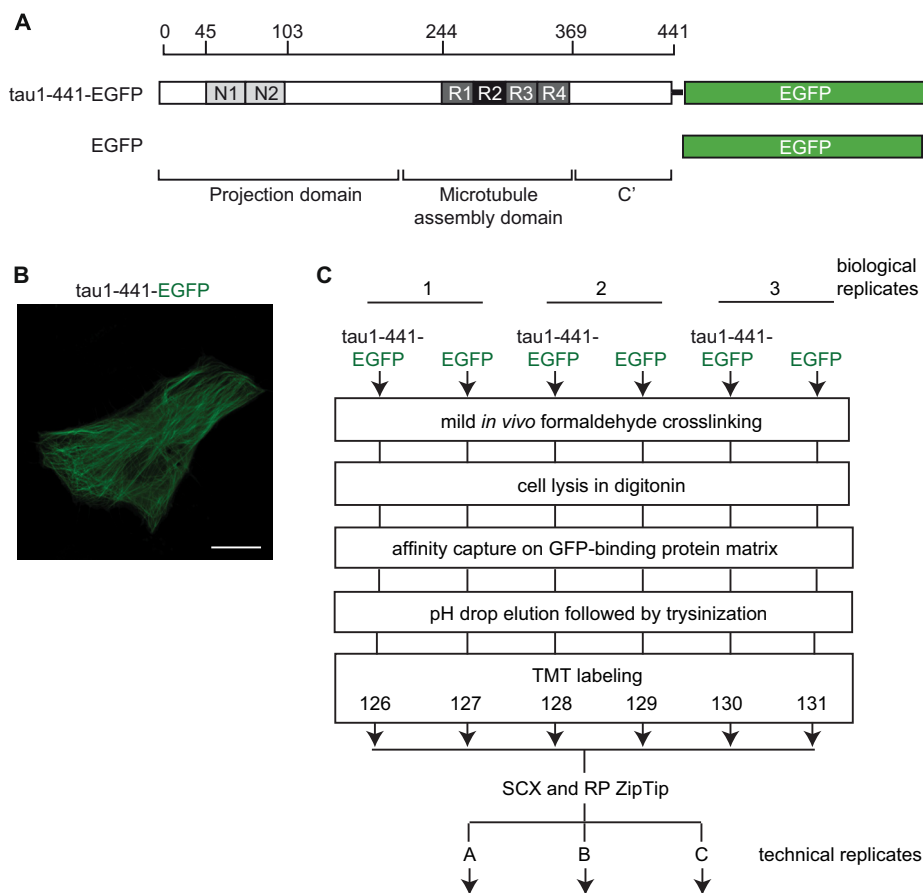 A
0 45 103 244 369 441
tau1-441-EGFP N1 N2 R1 R2 R3 R4 EGFP
EGFP EGFP
Projection domain Microtubule assembly domain C'
B
tau1-441-EGFP
C
1 2 3 biological replicates
tau1-441-EGFP EGFP tau1-441-EGFP EGFP tau1-441-EGFP EGFP
mild in vivo formaldehyde crosslinking
cell lysis in digitonin
affinity capture on GFP-binding protein matrix
pH drop elution followed by trysinization
TMT labeling
126 127 128 129 130 131
SCX and RP ZipTip
A B C technical replicates